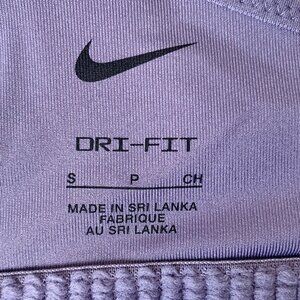 DRI-FIT
S P CH
MADE IN SRI LANKA
FABRIQUE
AU SRI LANKA